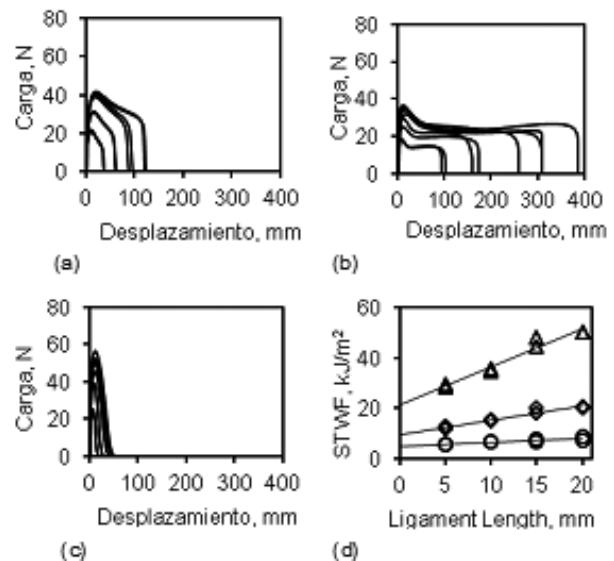 80
60
40
20
0
Carga, N
0 100 200 300 400
Desplazamiento, mm
(a)
80
60
40
20
0
Carga, N
0 100 200 300 400
Desplazamiento, mm
(b)
80
60
40
20
0
Carga, N
0 100 200 300 400
Desplazamiento, mm
(c)
60
40
20
0
STWF, kJ/m²
0 5 10 15 20
Ligament Length, mm
(d)